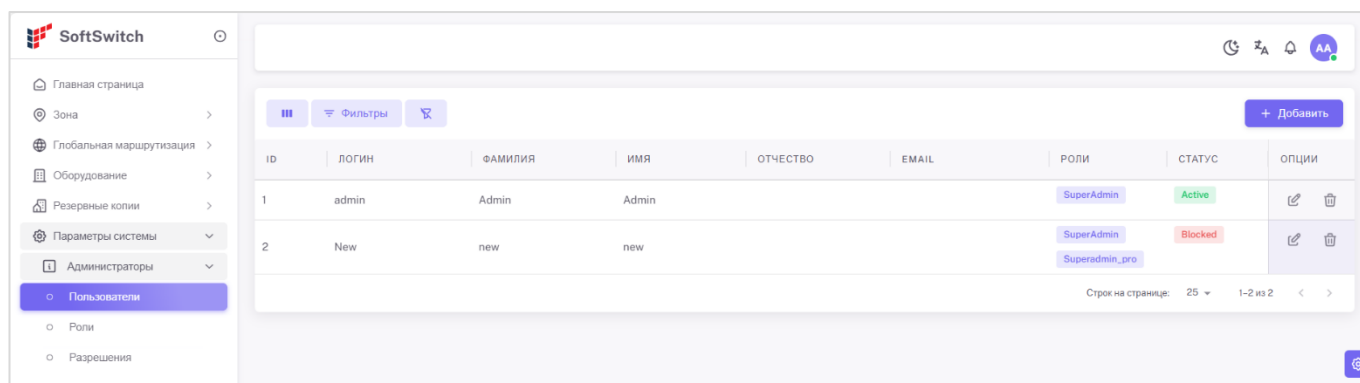 SoftSwitch
AA
Главная страница
Зона
Глобальная маршрутизация
Оборудование
Резервные копии
Параметры системы
Администраторы
Пользователи
Роли
Разрешения
Фильтры
+ Добавить
ID ЛОГИН ФАМИЛИЯ ИМЯ ОТЧЕСТВО EMAIL РОЛИ СТАТУС ОПЦИИ
1 admin Admin Admin SuperAdmin Active
2 New new new SuperAdmin Blocked
Superadmin_pro
Строк на странице: 25 1–2 из 2